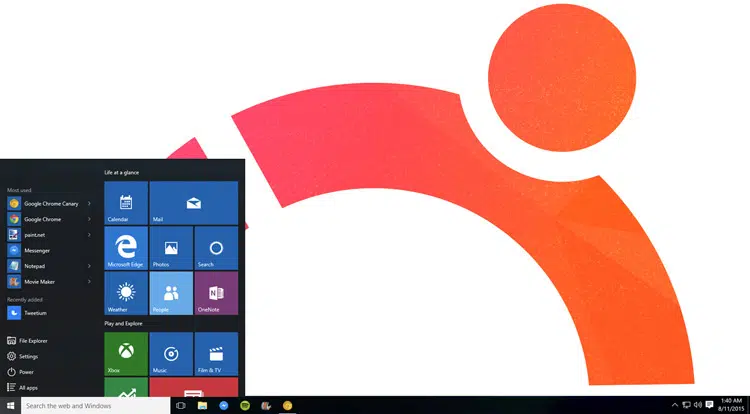 Life at a glance
Most used
Google Chrome Canary
Google Chrome
paint.net
Messenger
Notepad
Movie Maker
Recently added
Tweetium
File Explorer
Settings
Power
All apps
Calendar
Mail
Microsoft Edge
Photos
Search
Weather
People
OneNote
Play and Explore
Xbox
Music
Film & TV
Search the web and Windows
1:40 AM
8/11/2015